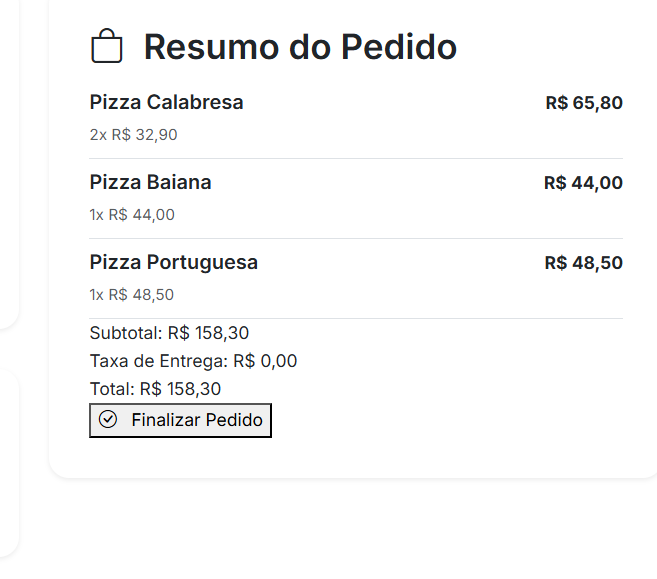 Resumo do Pedido
Pizza Calabresa R$ 65,80
2x R$ 32,90
Pizza Baiana R$ 44,00
1x R$ 44,00
Pizza Portuguesa R$ 48,50
1x R$ 48,50
Subtotal: R$ 158,30
Taxa de Entrega: R$ 0,00
Total: R$ 158,30
Finalizar Pedido